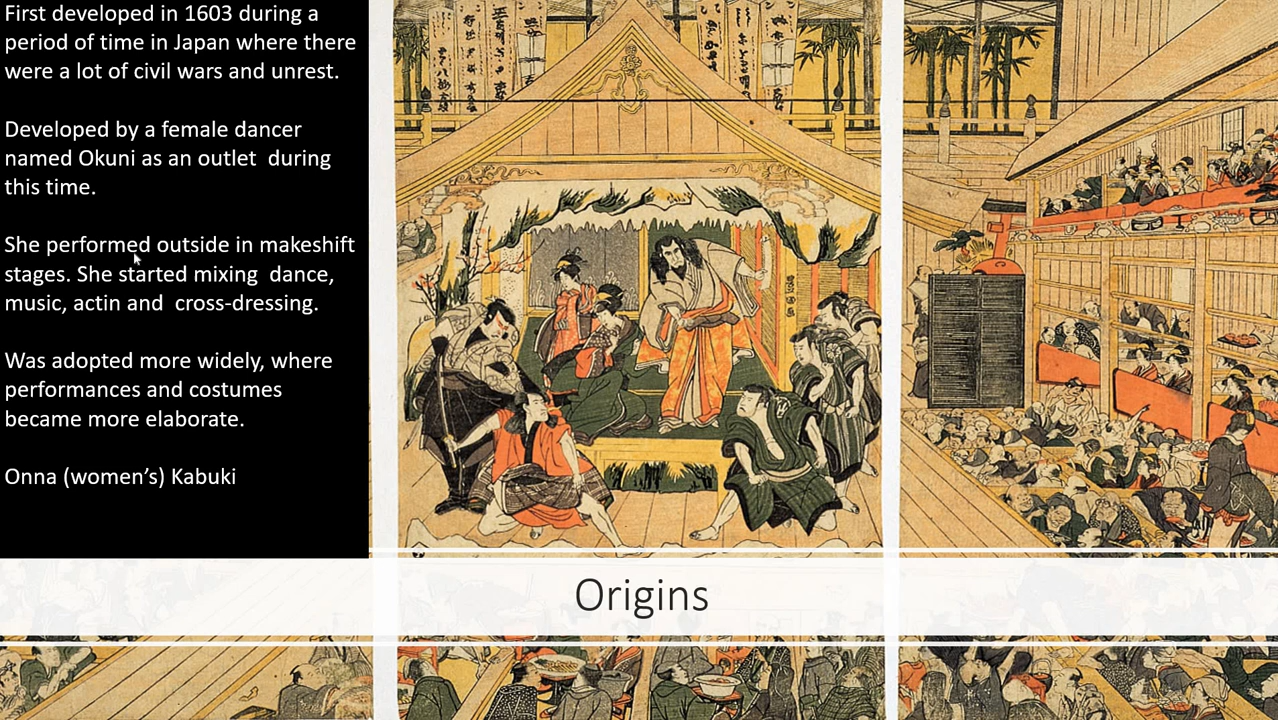 First developed in 1603 during a
period of time in Japan where there
were a lot of civil wars and unrest.
Developed by a female dancer
named Okuni as an outlet  during
this time.
She performed outside in makeshift
stages. She started mixing  dance,
music, actin and  cross-dressing.
Was adopted more widely, where
performances and costumes
became more elaborate.
Onna (women’s) Kabuki
Origins